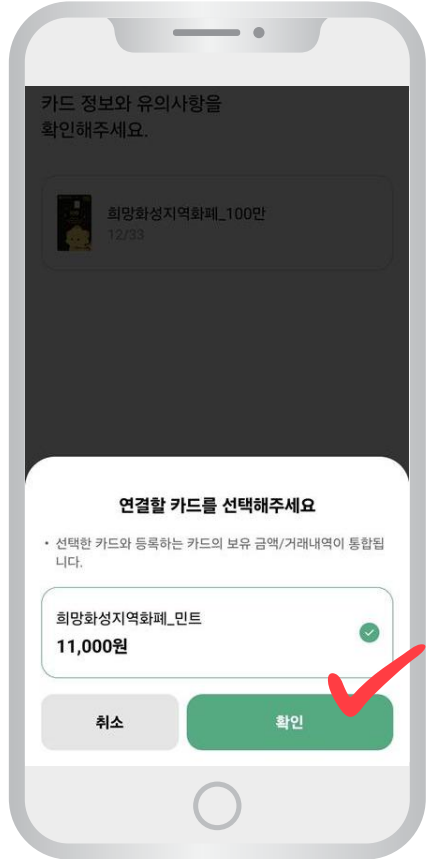 카드 정보와 유의사항을
확인해주세요.
희망화성지역화폐_100만
12/33
연결할 카드를 선택해주세요
• 선택한 카드와 등록하는 카드의 보유 금액/거래내역이 통합됩
니다.
희망화성지역화폐_민트
11,000원
취소
확인